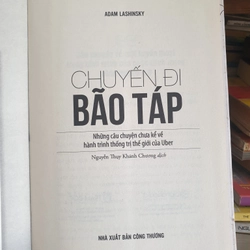 ADAM LASHINSKY
CHUYẾN ĐI
BÃO TÁP
Những câu chuyện chưa kể về
hành trình thống trị thế giới của Uber
Nguyễn Thụy Khánh Chương dịch
NHÀ XUẤT BẢN CÔNG THƯƠNG